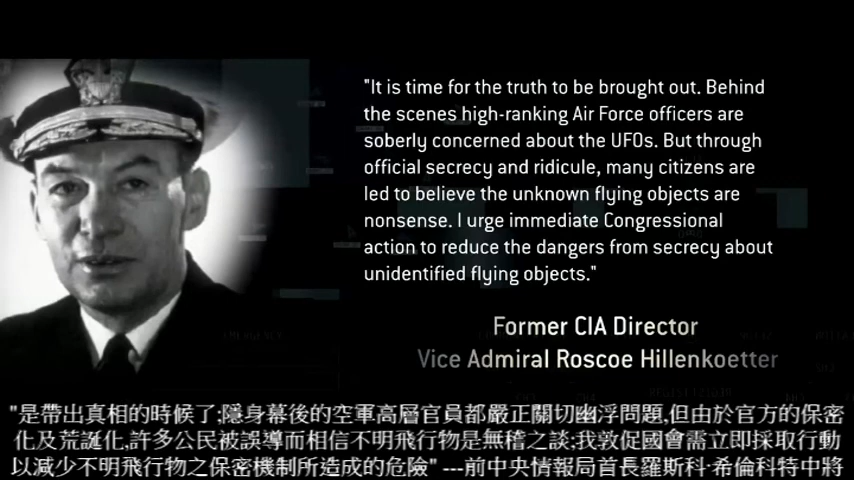 "It is time for the truth to be brought out. Behind
the scenes high-ranking Air Force officers are
soberly concerned about the UFOs. But through
official secrecy and ridicule, many citizens are
led to believe the unknown flying objects are
nonsense. I urge immediate Congressional
action to reduce the dangers from secrecy about
unidentified flying objects."
Former CIA Director
Vice Admiral Roscoe Hillenkoetter
"是帶出真相的時候了;隱身幕後的空軍高層官員都嚴正關切幽浮問題,但由於官方的保密
化及荒誕化,許多公民被誤導而相信不明飛行物是無稽之談;我敦促國會需立即採取行動
以減少不明飛行物之保密機制所造成的危險" ---前中央情報局首長羅斯科·希倫科特中將